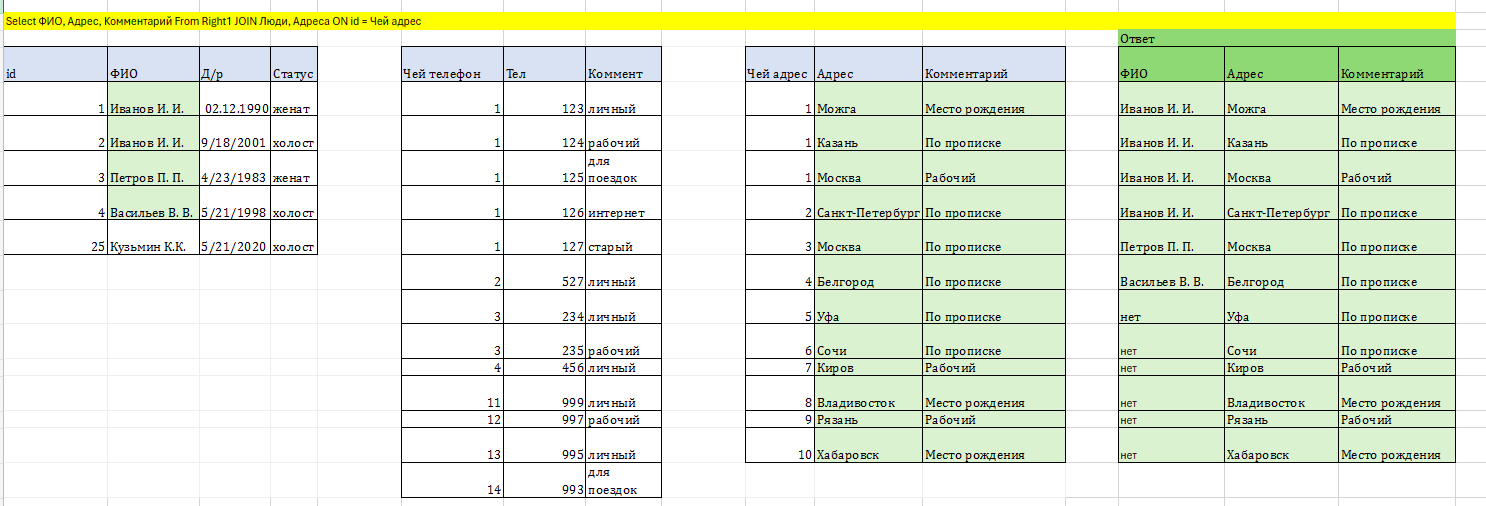 Select ФИО, Адрес, Комментарий From Right1 JOIN Люди, Адреса ON id = Чей адрес
Ответ
id ФИО Д/р Статус Чей телефон Тел Коммент Чей адрес Адрес Комментарий ФИО Адрес Комментарий
1 Иванов И. И. 02.12.1990 женат 1 123 личный 1 Можга Место рождения Иванов И. И. Можга Место рождения
2 Иванов И. И. 9/18/2001 холост 1 124 рабочий 1 Казань По прописке Иванов И. И. Казань По прописке
для
3 Петров П. П. 4/23/1983 женат 1 125 поездок 1 Москва Рабочий Иванов И. И. Москва Рабочий
4 Васильев В. В. 5/21/1998 холост 1 126 интернет 2 Санкт-Петербург По прописке Иванов И. И. Санкт-Петербург По прописке
25 Кузьмин К.К. 5/21/2020 холост 1 127 старый 3 Москва По прописке Петров П. П. Москва По прописке
2 527 личный 4 Белгород По прописке Васильев В. В. Белгород По прописке
3 234 личный 5 Уфа По прописке нет Уфа По прописке
3 235 рабочий 6 Сочи По прописке нет Сочи По прописке
4 456 личный 7 Киров Рабочий нет Киров Рабочий
11 999 личный 8 Владивосток Место рождения нет Владивосток Место рождения
12 997 рабочий 9 Рязань Рабочий нет Рязань Рабочий
13 995 личный 10 Хабаровск Место рождения нет Хабаровск Место рождения
для
14 993 поездок